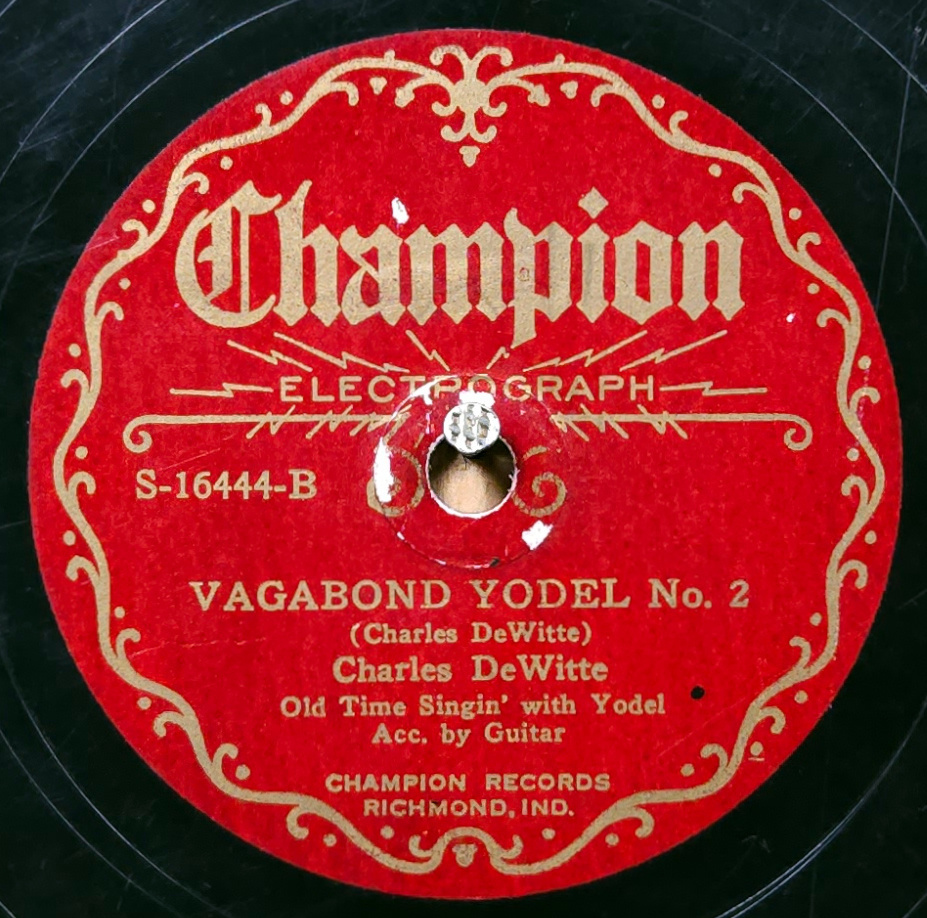 Champion
ELECTROGRAPH
S-16444-B
VAGABOND YODEL No. 2
(Charles DeWitte)
Charles DeWitte
Old Time Singin' with Yodel
Acc. by Guitar
CHAMPION RECORDS
RICHMOND, IND.